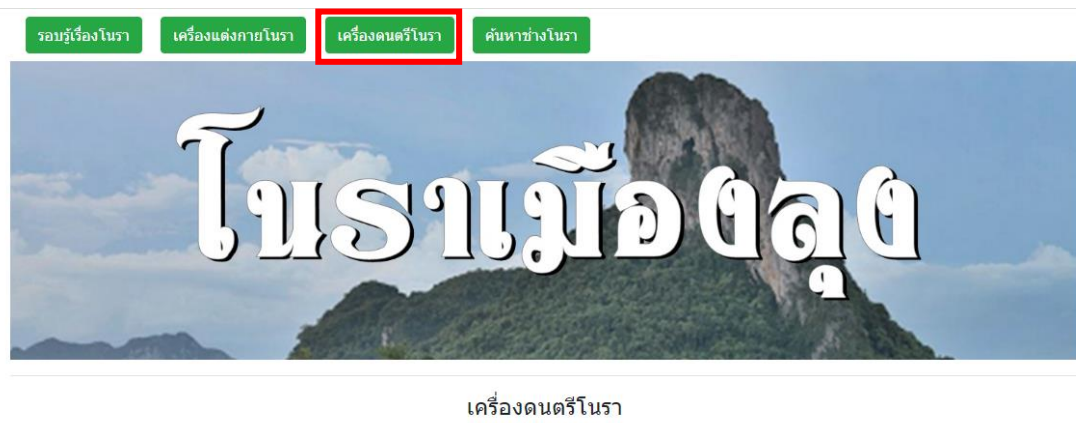 รอบรู้เรื่องโนรา เครื่องแต่งกายโนรา เครื่องดนตรีโนรา ค้นหาช่างโนรา
โนราเมืองลุง
เครื่องดนตรีโนรา